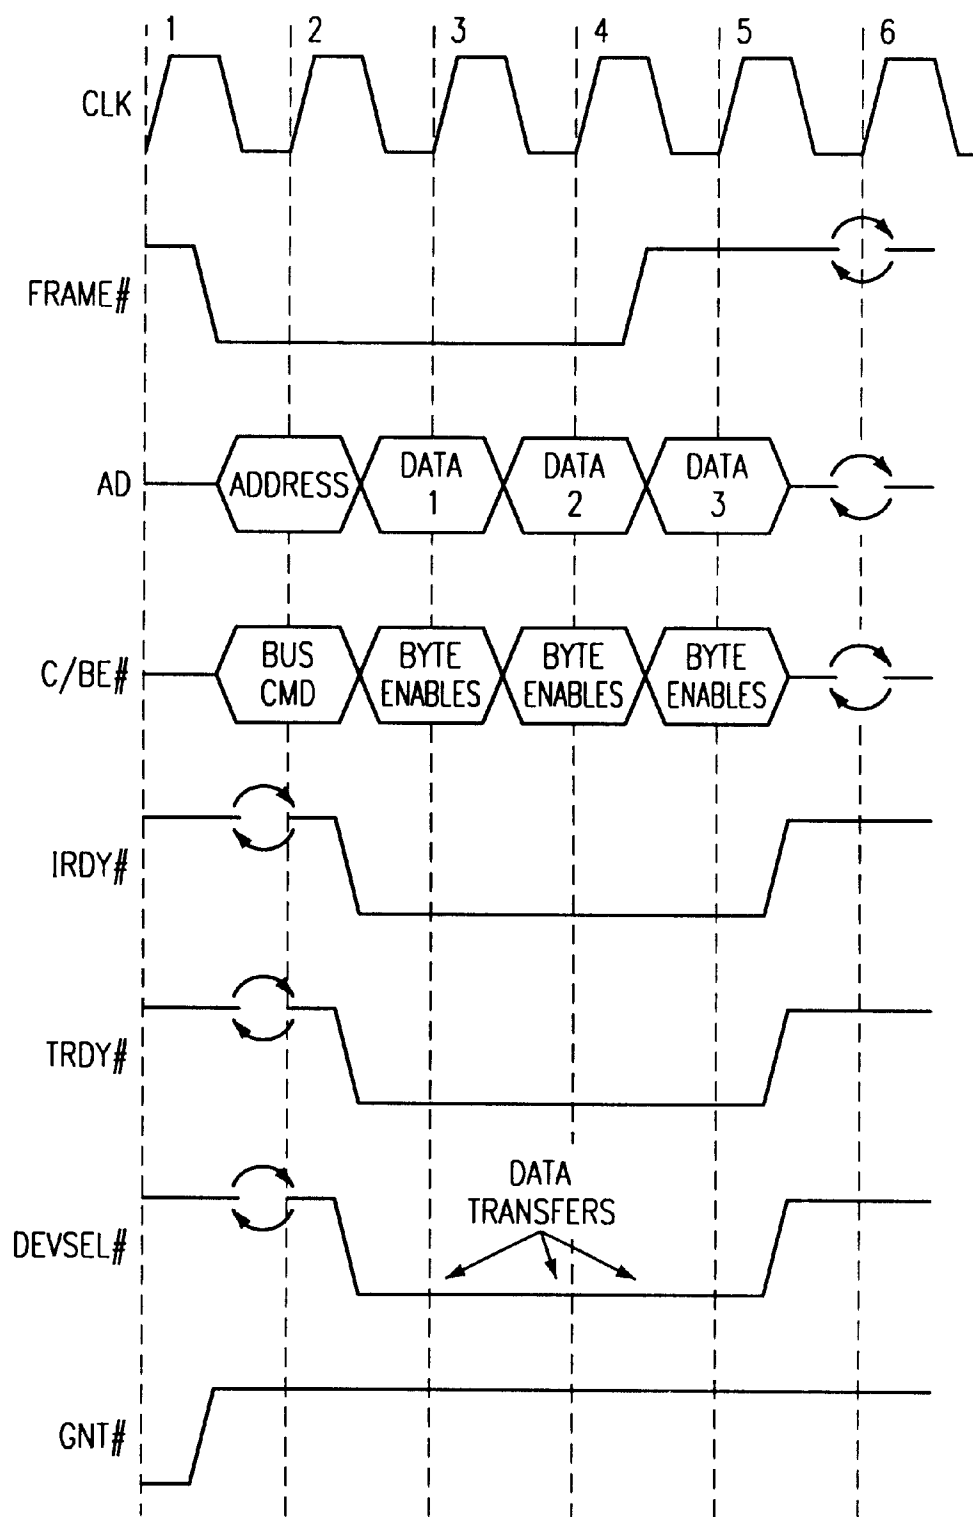 1 2 3 4 5 6
CLK
FRAME#
AD
ADDRESS
DATA
1
DATA
2
DATA
3
C/BE#
BUS
CMD
BYTE
ENABLES
BYTE
ENABLES
BYTE
ENABLES
IRDY#
TRDY#
DATA
TRANSFERS
DEVSEL#
GNT#